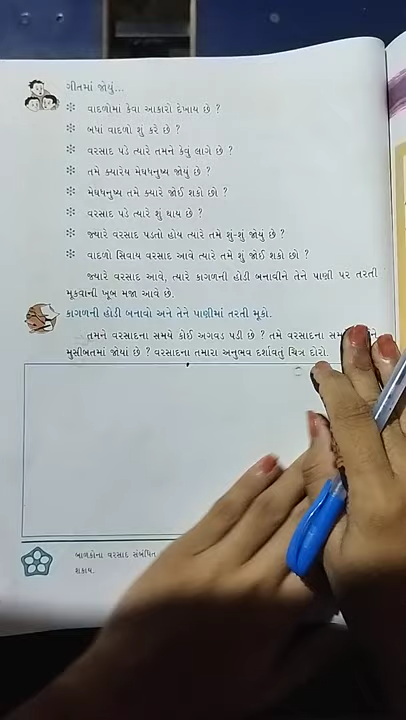 ગીતમાં જોયું...
વાદળોમાં કેવા આકારો દેખાય છે ?
બધાં વાદળો શું કરે છે ?
વરસાદ પડે ત્યારે તમને કેવું લાગે છે ?
તમે ક્યારેય મેઘધનુષ્ય જોયું છે ?
મેઘધનુષ્ય તમે ક્યારે જોઈ શકો છો ?
વરસાદ પડે ત્યારે શું થાય છે ?
જ્યારે વરસાદ પડતો હોય ત્યારે તમે શું-શું જોયું છે ?
વાદળો સિવાય વરસાદ આવે ત્યારે તમે શું જોઈ શકો છો ?
જ્યારે વરસાદ આવે, ત્યારે કાગળની હોડી બનાવીને તેને પાણી પર તરતી
મૂકવાની ખૂબ મજા આવે છે.
કાગળની હોડી બનાવો અને તેને પાણીમાં તરતી મૂકો.
તમને વરસાદના સમયે કોઈ અગવડ પડી છે ? તમે વરસાદના
મુસીબતમાં જોયાં છે ? વરસાદના તમારા અનુભવ દર્શાવતું ચિત્ર દોરો.
બાળકોના વરસાદ સંબંધિત
શકાય.